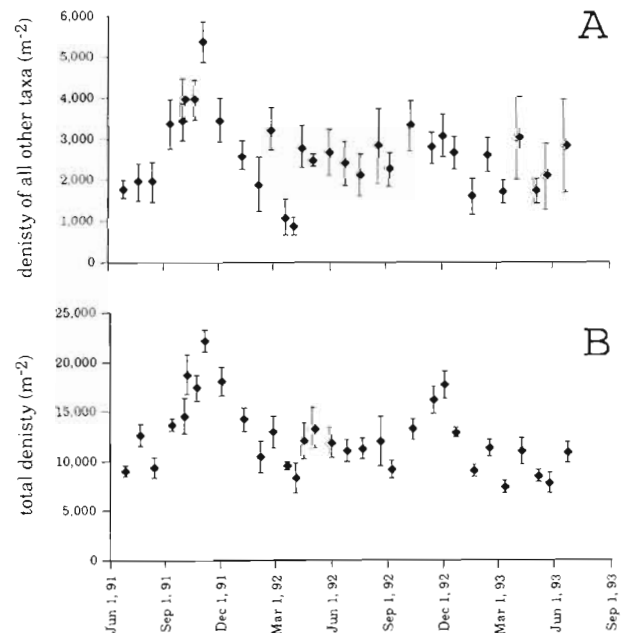 A
denisty of all other taxa (m-2)
6,000
5,000
4,000
3,000
2,000
1,000
0
B
total denisty (m-2)
25,000
20,000
15,000
10,000
5,000
0
Jun 1, 91
Sep 1, 91
Dec 1, 91
Mar 1, 92
Jun 1, 92
Sep 1, 92
Dec 1, 92
Mar 1, 93
Jun 1, 93
Sep 1, 93